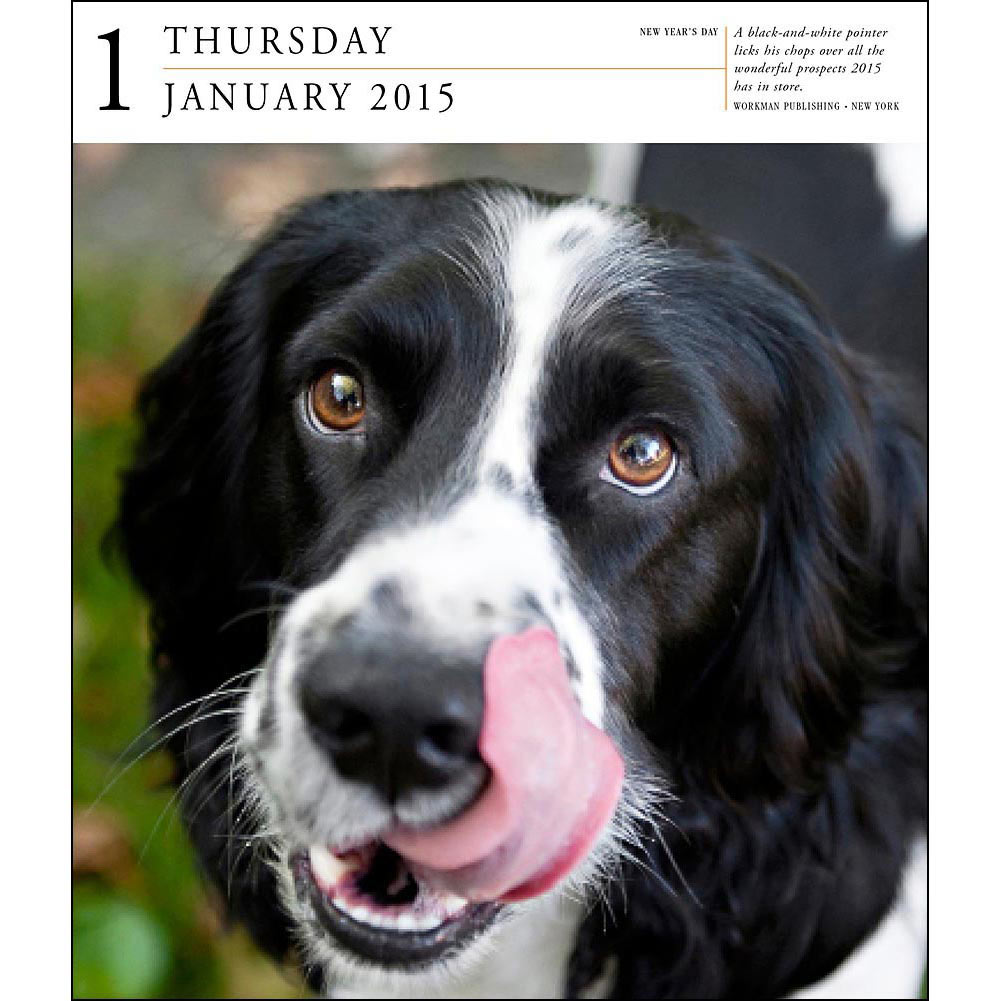 1
THURSDAY
JANUARY 2015
NEW YEAR'S DAY
A black-and-white pointer
licks his chops over all the
wonderful prospects 2015
has in store.
WORKMAN PUBLISHING • NEW YORK